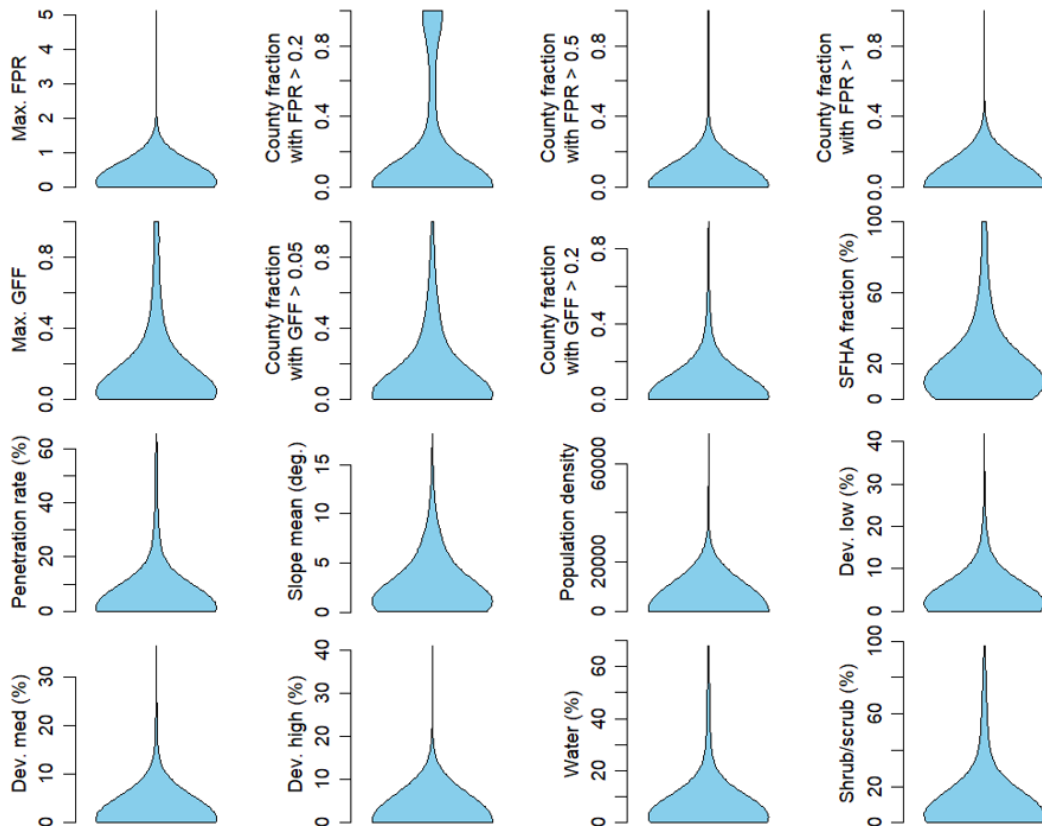 Max. FPR
0 1 2 3 4 5
County fraction
with FPR > 0.2
0.0 0.4 0.8
County fraction
with FPR > 0.5
0.0 0.4 0.8
County fraction
with FPR > 1
0.0 0.4 0.8
Max. GFF
0.0 0.4 0.8
County fraction
with GFF > 0.05
0.0 0.4 0.8
County fraction
with GFF > 0.2
0.0 0.4 0.8
SFHA fraction (%)
0 20 60 100
Penetration rate (%)
0 20 40 60
Slope mean (deg.)
0 5 10 15
Population density
0 20000 60000
Dev. low (%)
0 10 20 30 40
Dev. med (%)
0 10 20 30
Dev. high (%)
0 10 20 30 40
Water (%)
0 20 40 60
Shrub/scrub (%)
0 20 60 100